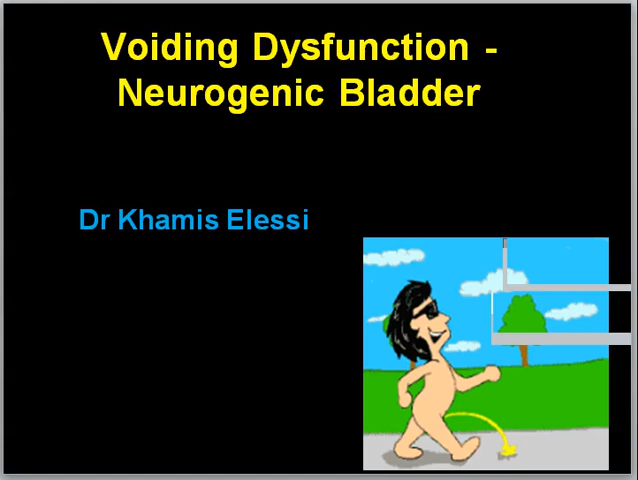 Voiding Dysfunction -
Neurogenic Bladder
Dr Khamis Elessi